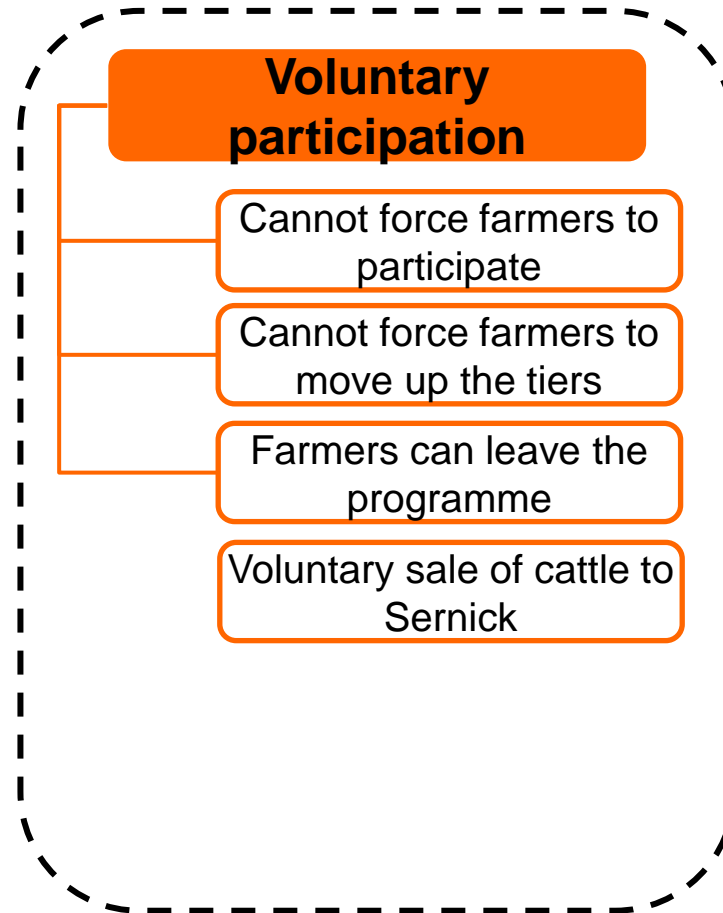 Voluntary
participation
Cannot force farmers to
participate
Cannot force farmers to
move up the tiers
Farmers can leave the
programme
Voluntary sale of cattle to
Sernick